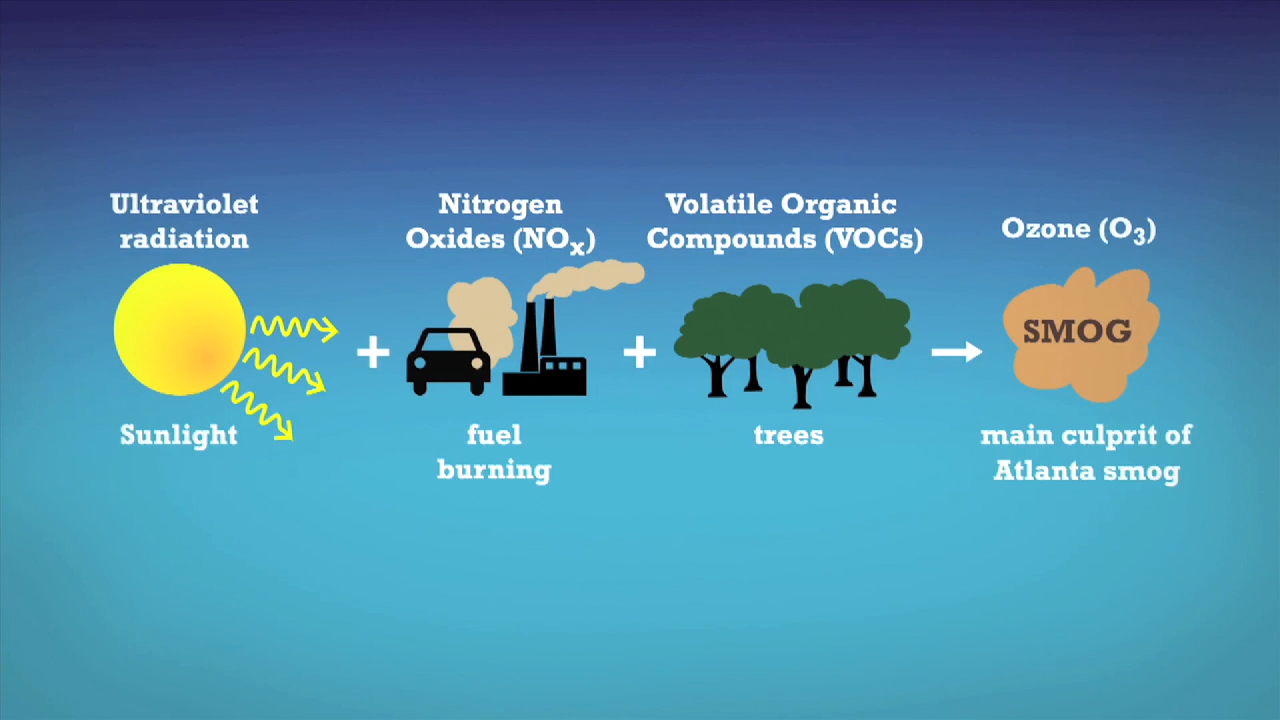 Ultraviolet
radiation
Sunlight
Nitrogen
Oxides (NOx)
fuel
burning
Volatile Organic
Compounds (VOCs)
trees
Ozone (O3)
SMOG
main culprit of
Atlanta smog